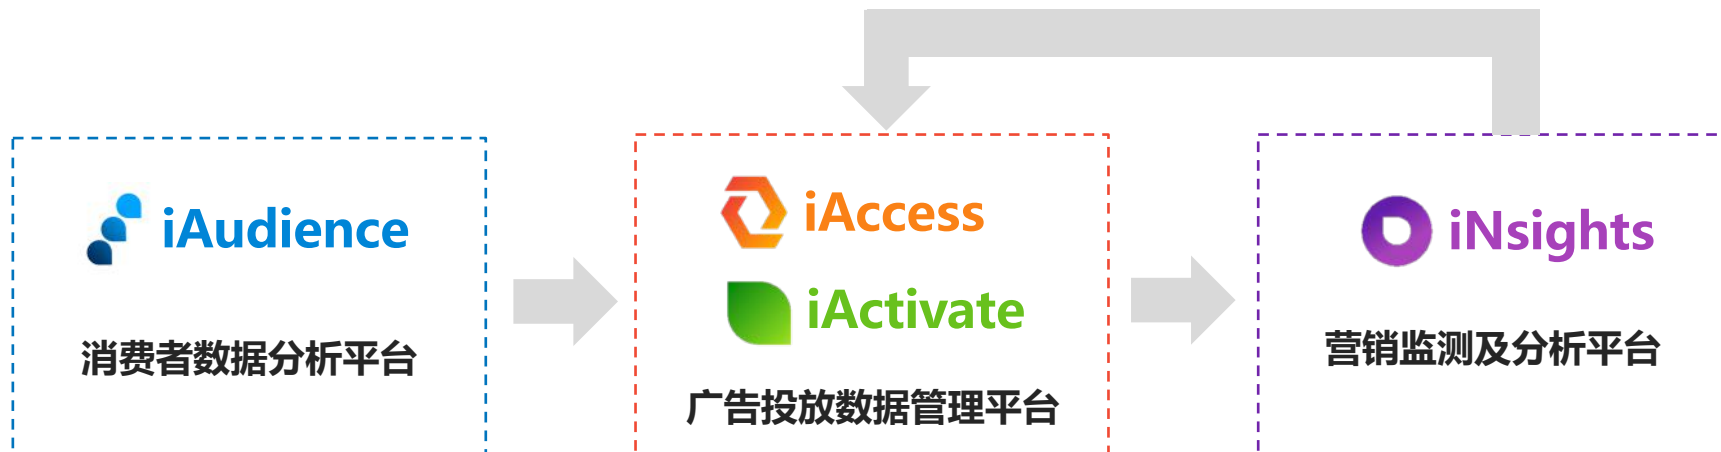 iAudience
消费者数据分析平台
iAccess
iActivate
广告投放数据管理平台
iNsights
营销监测及分析平台